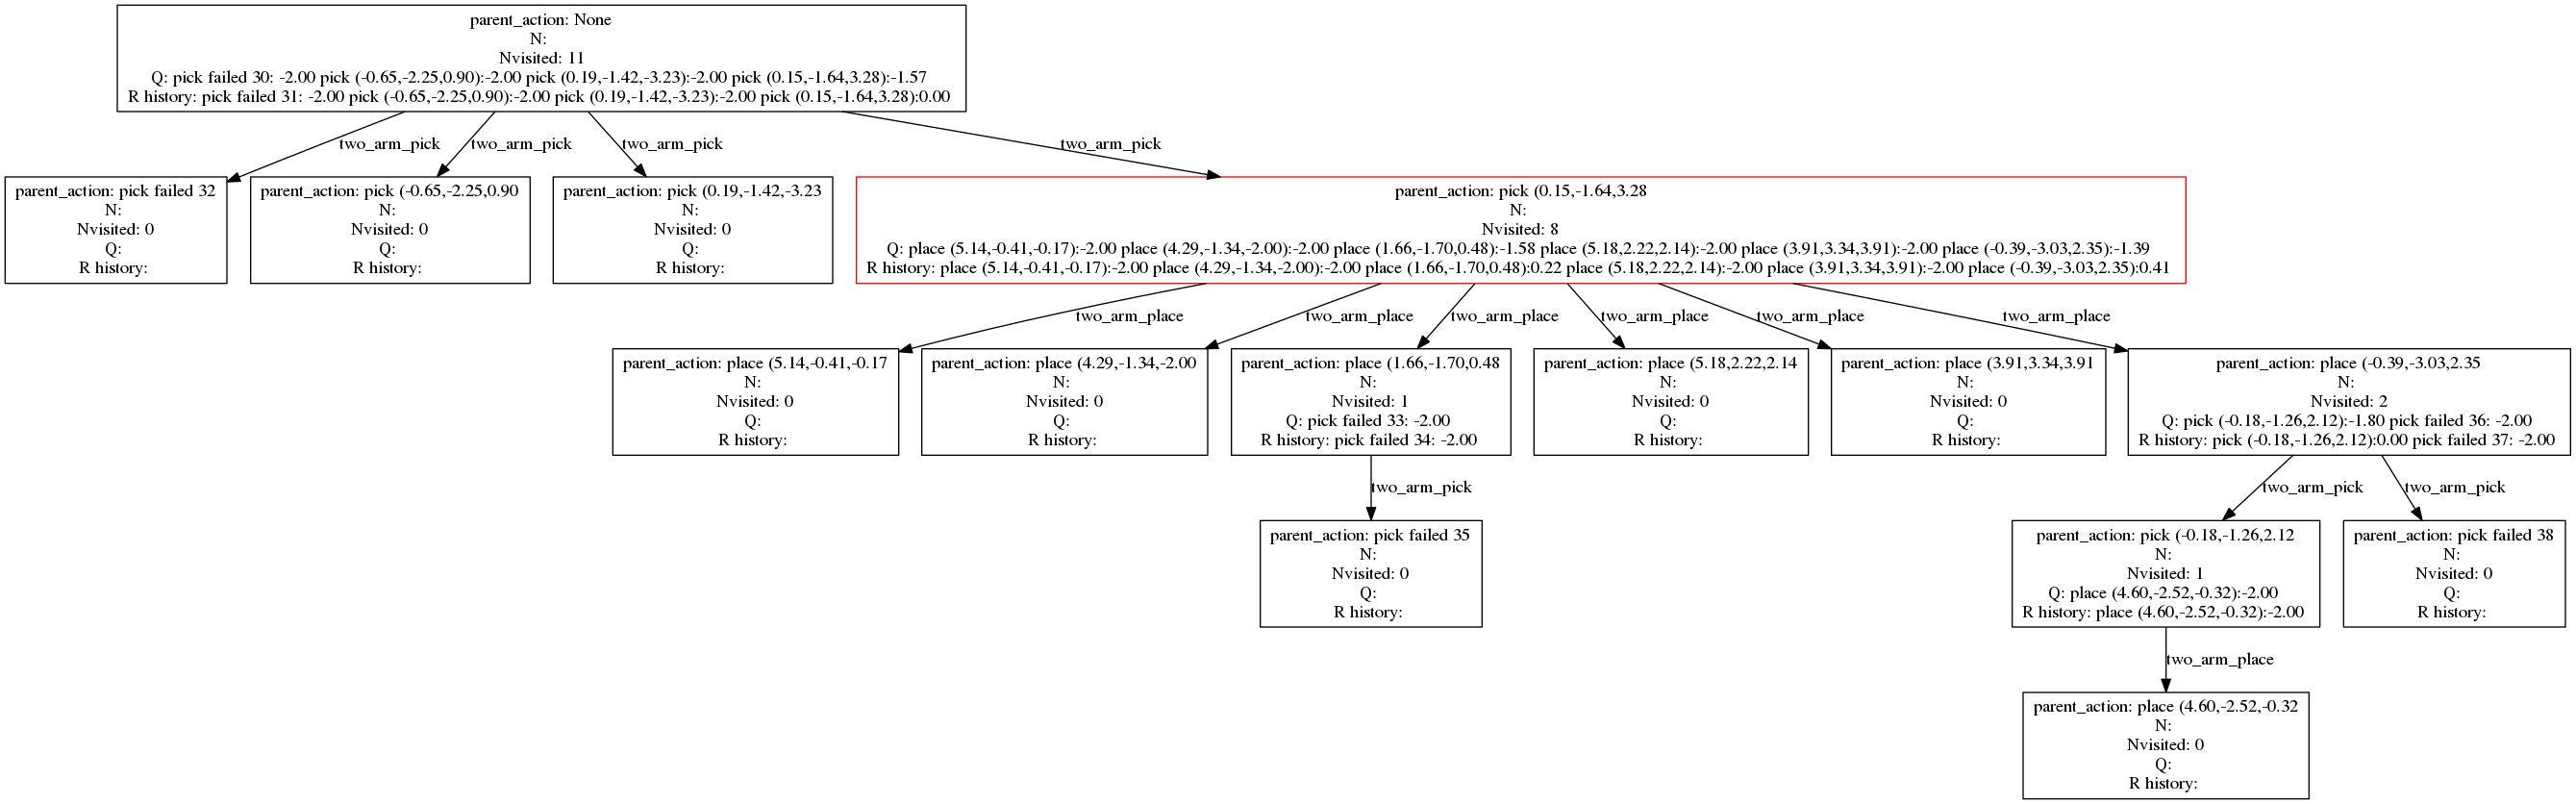 parent_action: None
N:
Nvisited: 11
Q: pick failed 30: -2.00 pick (-0.65,-2.25,0.90):-2.00 pick (0.19,-1.42,-3.23):-2.00 pick (0.15,-1.64,3.28):-1.57
R history: pick failed 31: -2.00 pick (-0.65,-2.25,0.90):-2.00 pick (0.19,-1.42,-3.23):-2.00 pick (0.15,-1.64,3.28):0.00
two_arm_pick
two_arm_pick
two_arm_pick
two_arm_pick
parent_action: pick failed 32
N:
Nvisited: 0
Q:
R history:
parent_action: pick (-0.65,-2.25,0.90
N:
Nvisited: 0
Q:
R history:
parent_action: pick (0.19,-1.42,-3.23
N:
Nvisited: 0
Q:
R history:
parent_action: pick (0.15,-1.64,3.28
N:
Nvisited: 8
Q: place (5.14,-0.41,-0.17):-2.00 place (4.29,-1.34,-2.00):-2.00 place (1.66,-1.70,0.48):-1.58 place (5.18,2.22,2.14):-2.00 place (3.91,3.34,3.91):-2.00 place (-0.39,-3.03,2.35):-1.39
R history: place (5.14,-0.41,-0.17):-2.00 place (4.29,-1.34,-2.00):-2.00 place (1.66,-1.70,0.48):0.22 place (5.18,2.22,2.14):-2.00 place (3.91,3.34,3.91):-2.00 place (-0.39,-3.03,2.35):0.41
two_arm_place
two_arm_place
two_arm_place
two_arm_place
two_arm_place
two_arm_place
parent_action: place (5.14,-0.41,-0.17
N:
Nvisited: 0
Q:
R history:
parent_action: place (4.29,-1.34,-2.00
N:
Nvisited: 0
Q:
R history:
parent_action: place (1.66,-1.70,0.48
N:
Nvisited: 1
Q: pick failed 33: -2.00
R history: pick failed 34: -2.00
parent_action: place (5.18,2.22,2.14
N:
Nvisited: 0
Q:
R history:
parent_action: place (3.91,3.34,3.91
N:
Nvisited: 0
Q:
R history:
parent_action: place (-0.39,-3.03,2.35
N:
Nvisited: 2
Q: pick (-0.18,-1.26,2.12):-1.80 pick failed 36: -2.00
R history: pick (-0.18,-1.26,2.12):0.00 pick failed 37: -2.00
two_arm_pick
two_arm_pick
two_arm_pick
parent_action: pick failed 35
N:
Nvisited: 0
Q:
R history:
parent_action: pick (-0.18,-1.26,2.12
N:
Nvisited: 1
Q: place (4.60,-2.52,-0.32):-2.00
R history: place (4.60,-2.52,-0.32):-2.00
parent_action: pick failed 38
N:
Nvisited: 0
Q:
R history:
two_arm_place
parent_action: place (4.60,-2.52,-0.32
N:
Nvisited: 0
Q:
R history: